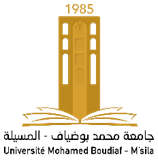 1985
جامعة محمد بوضياف - المسيلة
Université Mohamed Boudiaf - M'sila